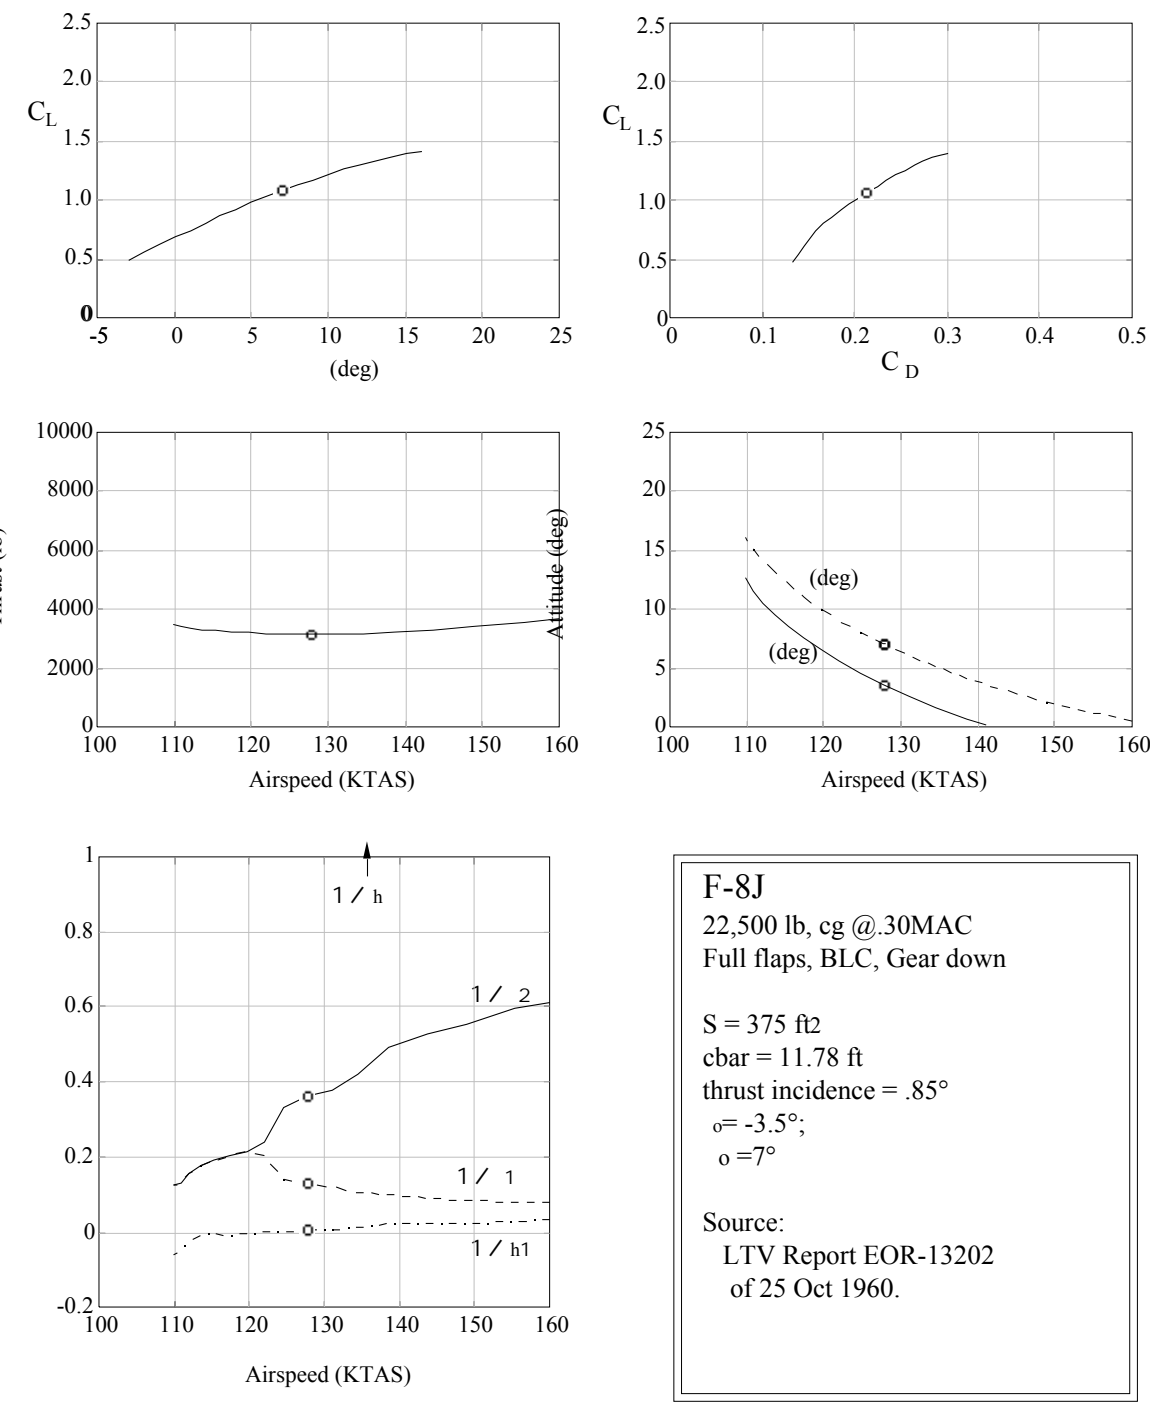 2.5
2.0
C L
1.5
1.0
0.5
0
-5 0 5 10 15 20 25
(deg)
2.5
2.0
C L
1.5
1.0
0.5
0
0 0.1 0.2 0.3 0.4 0.5
C D
10000
8000
6000
4000
2000
0
100 110 120 130 140 150 160
Airspeed (KTAS)
Attitude (deg)
25
20
15
10
5
0
(deg)
(deg)
100 110 120 130 140 150 160
Airspeed (KTAS)
1
0.8
0.6
0.4
0.2
0
-0.2
1 / h
1 / 2
1 / 1
1 / h1
100 110 120 130 140 150 160
Airspeed (KTAS)
F-8J
22,500 lb, cg @.30MAC
Full flaps, BLC, Gear down
S = 375 ft2
cbar = 11.78 ft
thrust incidence = .85°
o= -3.5°;
o =7°
Source:
LTV Report EOR-13202
of 25 Oct 1960.